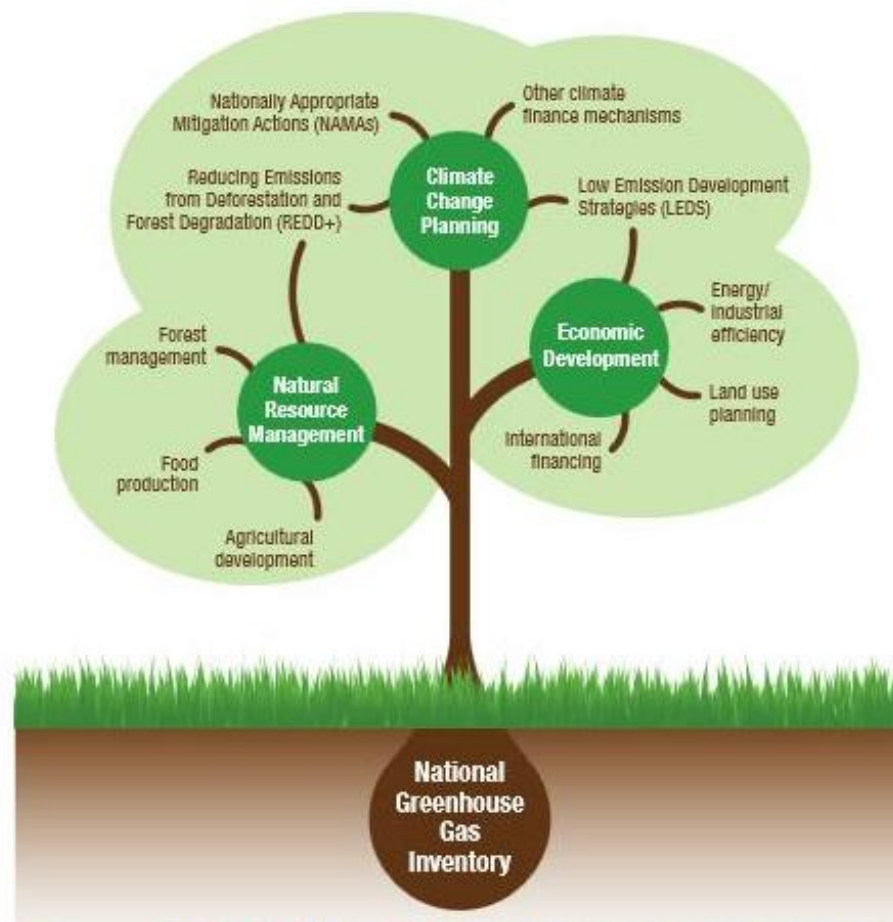 Nationally Appropriate
Mitigation Actions (NAMAs)
Other climate
finance mechanisms
Climate
Change
Planning
Reducing Emissions
from Deforestation and
Forest Degradation (REDD+)
Low Emission Development
Strategies (LEDS)
Energy/
industrial
efficiency
Economic
Development
Forest
management
Natural
Resource
Management
Land use
planning
International
financing
Food
production
Agricultural
development
National
Greenhouse
Gas
Inventory